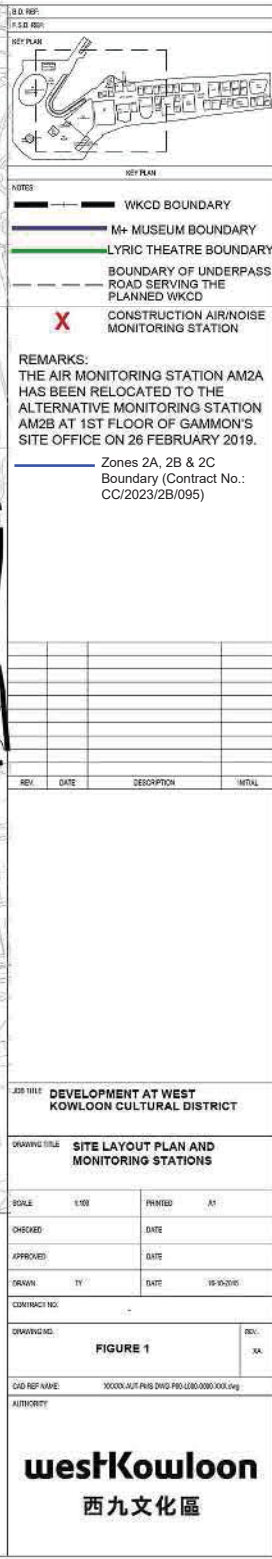 B.D. REF:
F.S.D. REF:
KEY PLAN
KEY PLAN
NOTES
WKCD BOUNDARY
M+ MUSEUM BOUNDARY
LYRIC THEATRE BOUNDARY
BOUNDARY OF UNDERPASS
ROAD SERVING THE
PLANNED WKCD
X CONSTRUCTION AIR/NOISE
MONITORING STATION
REMARKS:
THE AIR MONITORING STATION AM2A
HAS BEEN RELOCATED TO THE
ALTERNATIVE MONITORING STATION
AM2B AT 1ST FLOOR OF GAMMON'S
SITE OFFICE ON 26 FEBRUARY 2019.
Zones 2A, 2B & 2C
Boundary (Contract No.:
CC/2023/2B/095)
REV. DATE DESCRIPTION INITIAL
JOB TITLE DEVELOPMENT AT WEST
KOWLOON CULTURAL DISTRICT
DRAWING TITLE SITE LAYOUT PLAN AND
MONITORING STATIONS
SCALE PRINTED A1
CHECKED DATE
APPROVED DATE
DRAWN TY DATE
CONTRACT NO. -
DRAWING NO. REV.
FIGURE 1 XA
CAD REF NAME:
AUTHORITY
westKowloon
西九文化區